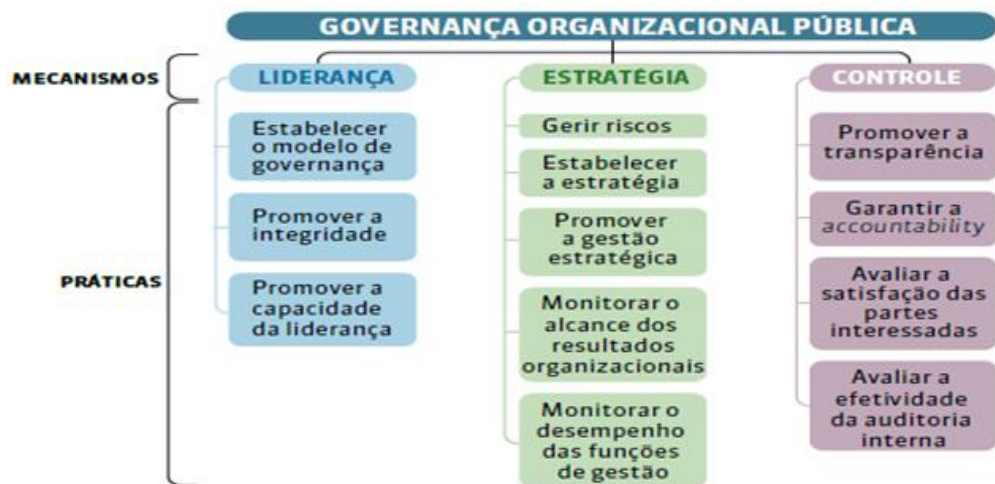 GOVERNANÇA ORGANIZACIONAL PÚBLICA
MECANISMOS
LIDERANÇA
ESTRATÉGIA
CONTROLE
PRÁTICAS
Estabelecer
o modelo de
governança
Promover a
integridade
Promover a
capacidade
da liderança
Gerir riscos
Estabelecer
a estratégia
Promover
a gestão
estratégica
Monitorar o
alcance dos
resultados
organizacionais
Monitorar o
desempenho
das funções
de gestão
Promover a
transparência
Garantir a
accountability
Avaliar a
satisfação das
partes
interessadas
Avaliar a
efetividade
da auditoria
interna